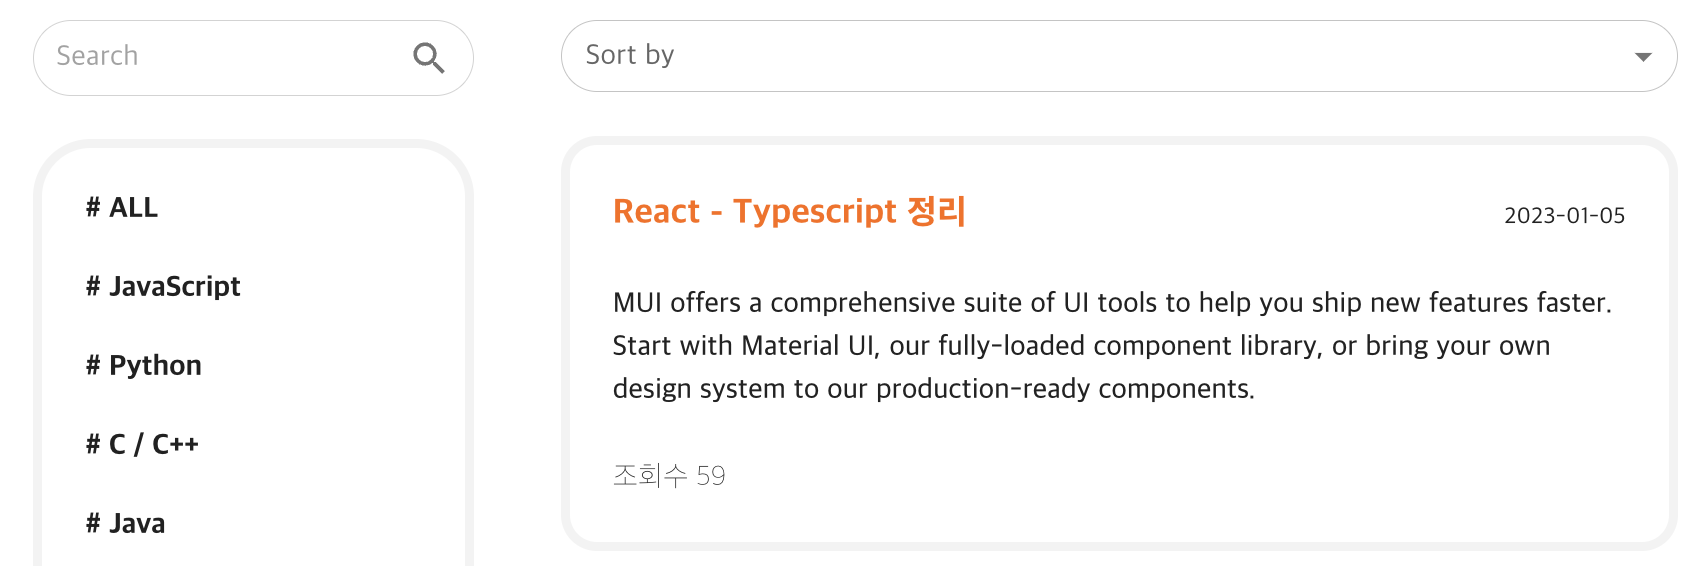 Search
Sort by
# ALL
# JavaScript
# Python
# C / C++
# Java
React - Typescript 정리
2023-01-05
MUI offers a comprehensive suite of UI tools to help you ship new features faster.
Start with Material UI, our fully-loaded component library, or bring your own
design system to our production-ready components.
조회수 59